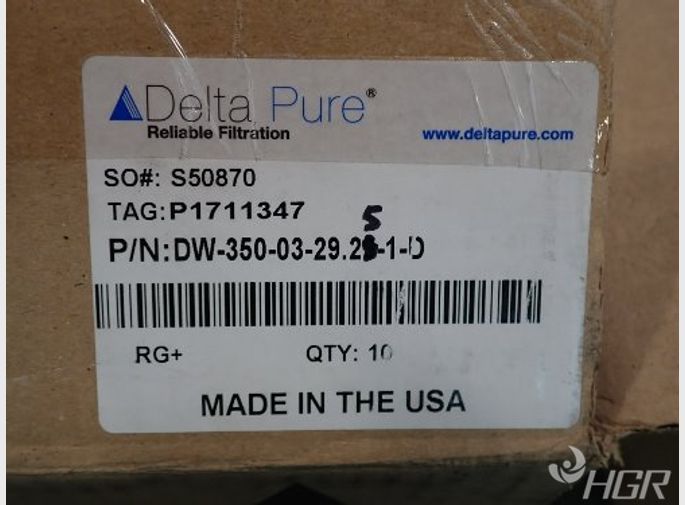 Delta Pure®
Reliable Filtration
www.deltapure.com
SO#: S50870
TAG:P1711347
5
P/N:DW-350-03-29.2-1-D
RG+
QTY: 10
MADE IN THE USA
HGR